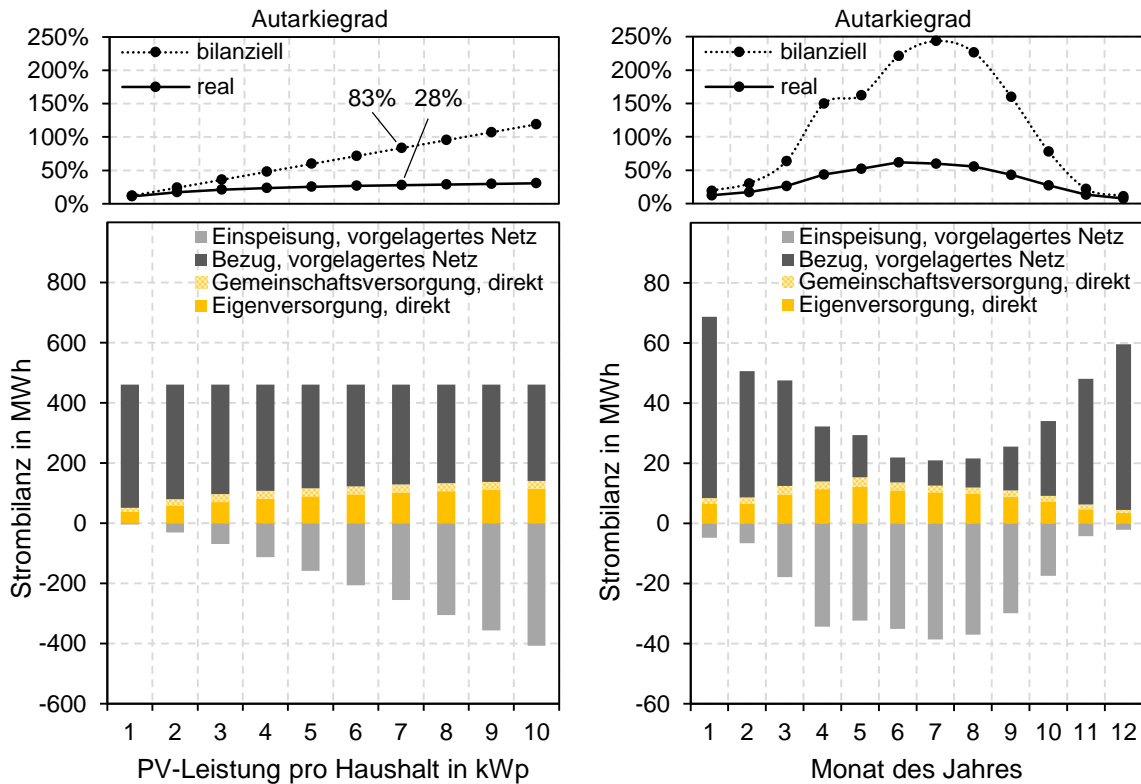 Autarkiegrad
250%
200%
150%
100%
50%
0%
bilanziell
real
83%
28%
Strombilanz in MWh
800
600
400
200
0
-200
-400
-600
Einspeisung, vorgelagertes Netz
Bezug, vorgelagertes Netz
Gemeinschaftsversorgung, direkt
Eigenversorgung, direkt
1 2 3 4 5 6 7 8 9 10
PV-Leistung pro Haushalt in kWp
Autarkiegrad
250%
200%
150%
100%
50%
0%
bilanziell
real
Strombilanz in MWh
80
60
40
20
0
-20
-40
-60
Einspeisung, vorgelagertes Netz
Bezug, vorgelagertes Netz
Gemeinschaftsversorgung, direkt
Eigenversorgung, direkt
1 2 3 4 5 6 7 8 9 10 11 12
Monat des Jahres